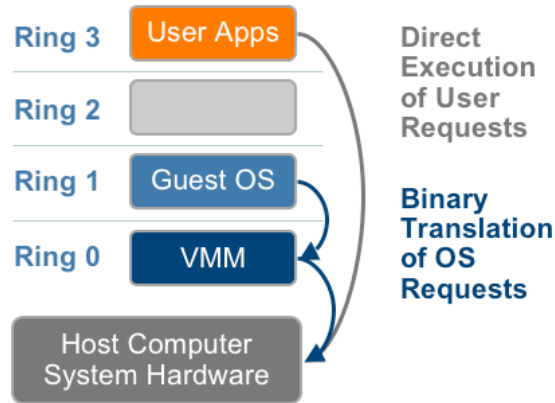 Ring 3
User Apps
Ring 2
Ring 1
Guest OS
Ring 0
VMM
Host Computer
System Hardware
Direct
Execution
of User
Requests
Binary
Translation
of OS
Requests